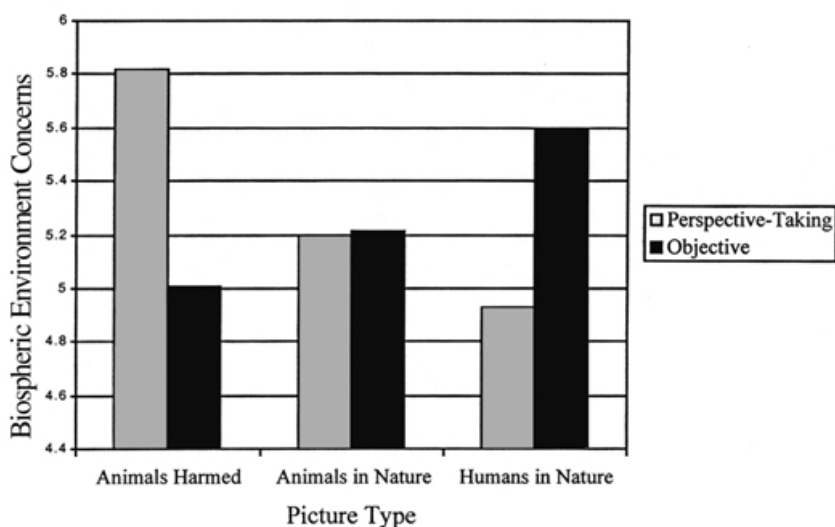 6
5.8
5.6
5.4
5.2
5
4.8
4.6
4.4
Biospheric Environment Concerns
Animals Harmed Animals in Nature Humans in Nature
Picture Type
Perspective-Taking
Objective